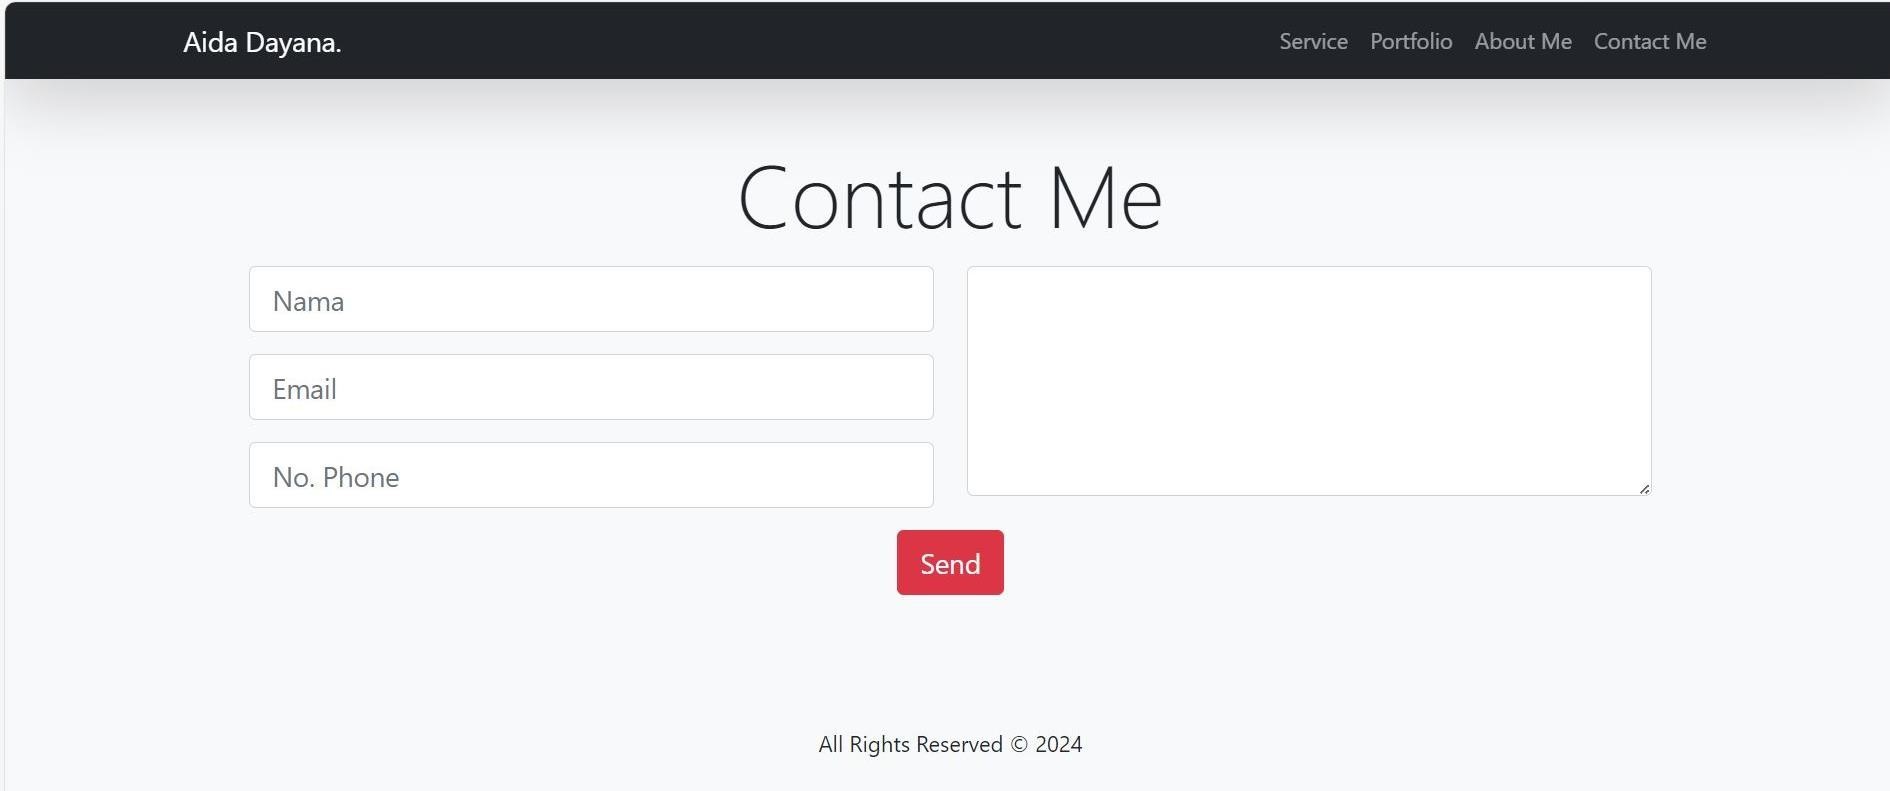 Aida Dayana.
Service Portfolio About Me Contact Me
Contact Me
Nama
Email
No. Phone
Send
All Rights Reserved © 2024